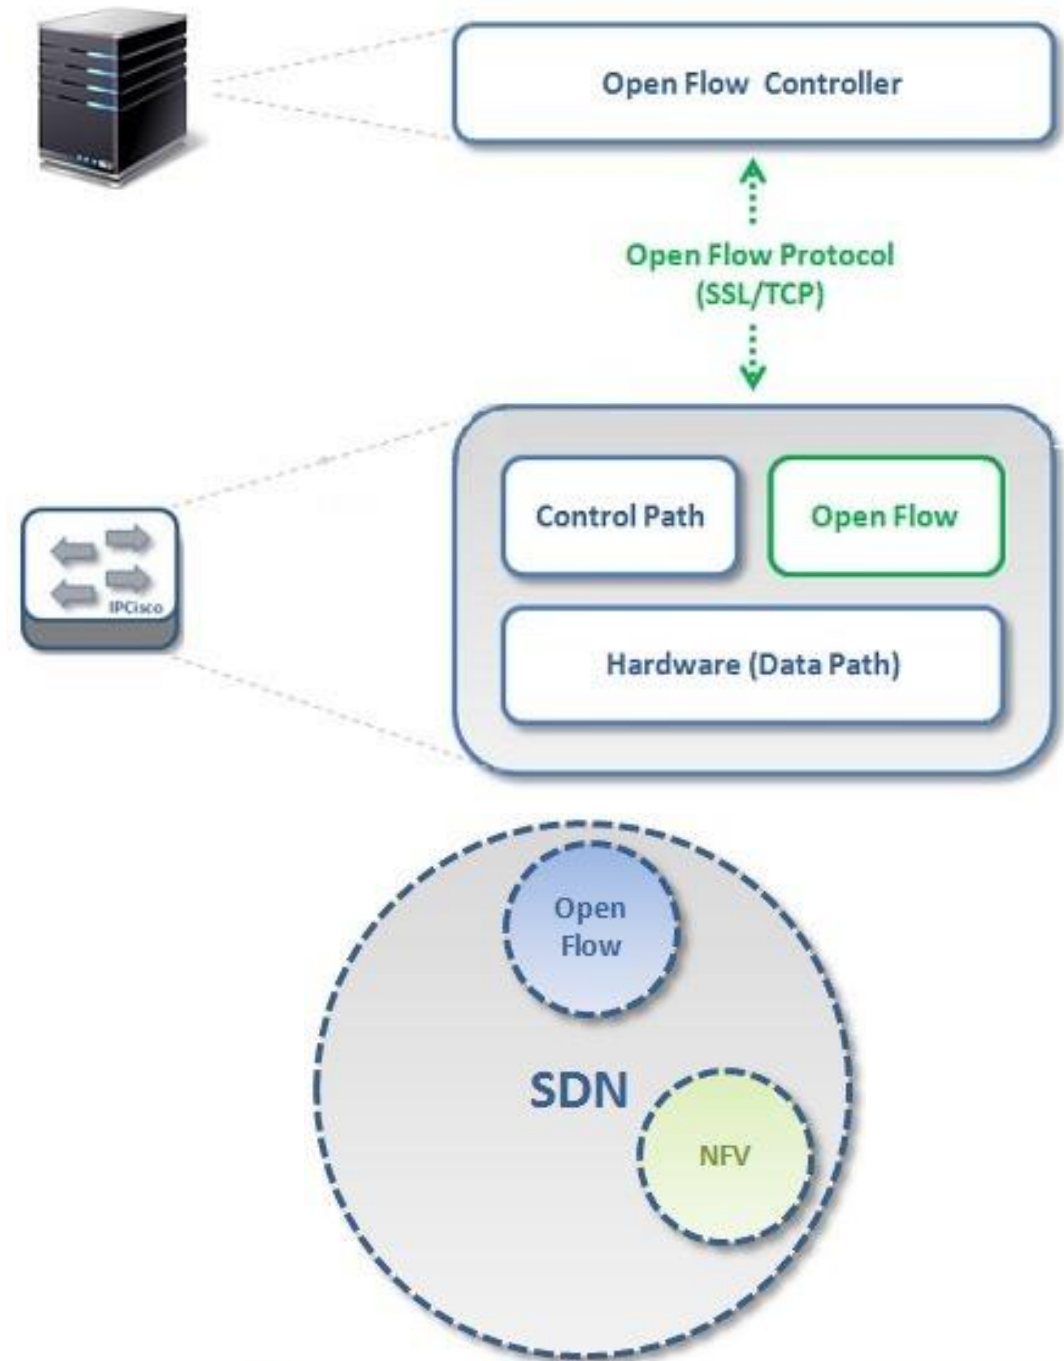 Open Flow Controller
Open Flow Protocol
(SSL/TCP)
Control Path
Open Flow
IPCisco
Hardware (Data Path)
Open
Flow
SDN
NFV